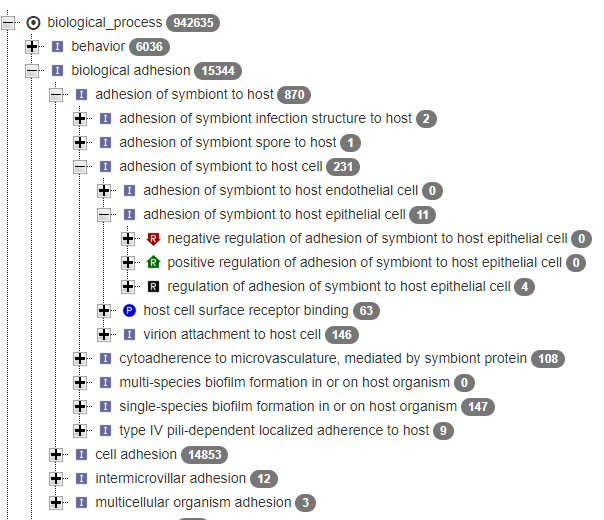 biological_process 942635
I behavior 6036
I biological adhesion 15344
I adhesion of symbiont to host 870
I adhesion of symbiont infection structure to host 2
I adhesion of symbiont spore to host 1
I adhesion of symbiont to host cell 231
I adhesion of symbiont to host endothelial cell 0
I adhesion of symbiont to host epithelial cell 11
R negative regulation of adhesion of symbiont to host epithelial cell 0
R positive regulation of adhesion of symbiont to host epithelial cell 0
R regulation of adhesion of symbiont to host epithelial cell 4
P host cell surface receptor binding 63
I virion attachment to host cell 146
I cytoadherence to microvasculature, mediated by symbiont protein 108
I multi-species biofilm formation in or on host organism 0
I single-species biofilm formation in or on host organism 147
I type IV pili-dependent localized adherence to host 9
I cell adhesion 14853
I intermicrovillar adhesion 12
I multicellular organism adhesion 3